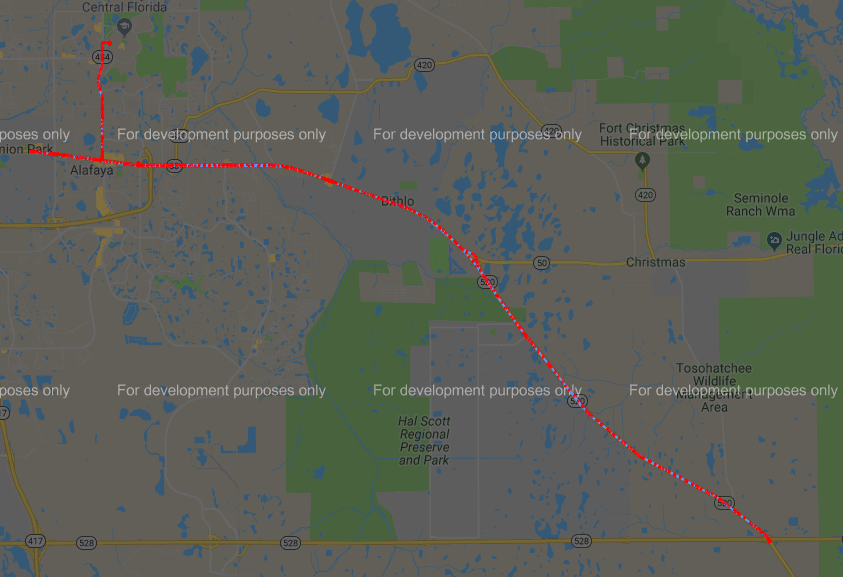 Central Florida
434
420
420
poses only
For development purposes only
For development purposes only
For development purposes only
Fort Christmas
Historical Park
nion Park
50
Alafaya
420
Bithlo
Seminole
Ranch Wma
Jungle Ad
Real Florid
50
Christmas
520
Tosohatchee
Wildlife
Management
Area
poses only
For development purposes only
For development purposes only
For development purposes only
520
17
Hal Scott
Regional
Preserve
and Park
520
417
528
528
528